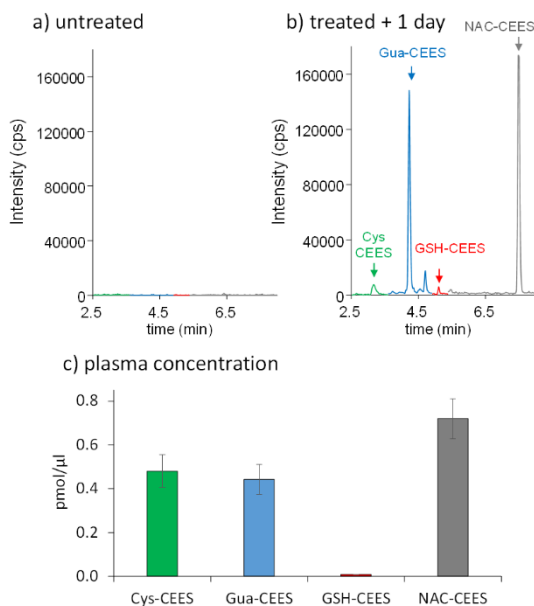 a) untreated
b) treated + 1 day
Intensity (cps)
160000
120000
80000
40000
0
2.5
4.5
6.5
time (min)
Intensity (cps)
160000
120000
80000
40000
0
2.5
4.5
6.5
time (min)
NAC-CEES
Gua-CEES
Cys
CEES
GSH-CEES
c) plasma concentration
pmol/µl
0.8
0.6
0.4
0.2
0.0
Cys-CEES
Gua-CEES
GSH-CEES
NAC-CEES